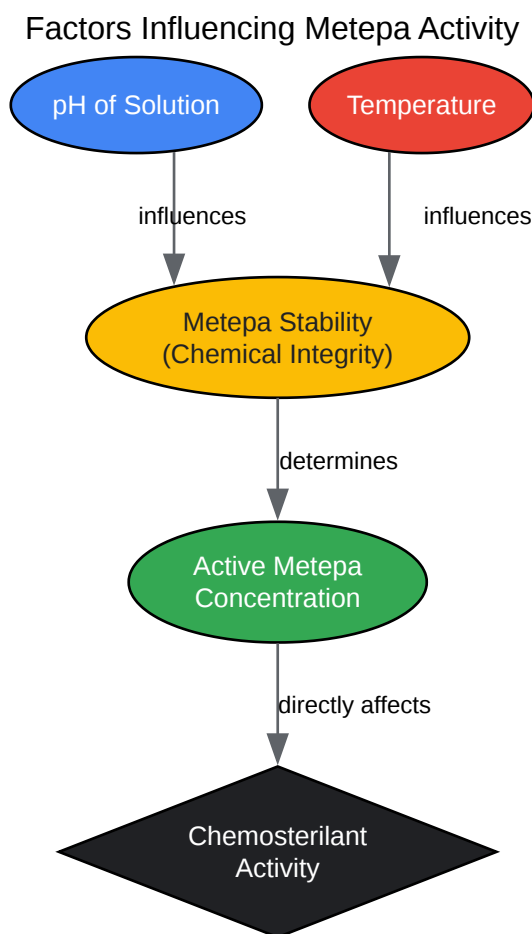 Factors Influencing Metepa Activity
pH of Solution
Temperature
influences
influences
Metepa Stability
(Chemical Integrity)
determines
Active Metepa
Concentration
directly affects
Chemosterilant
Activity